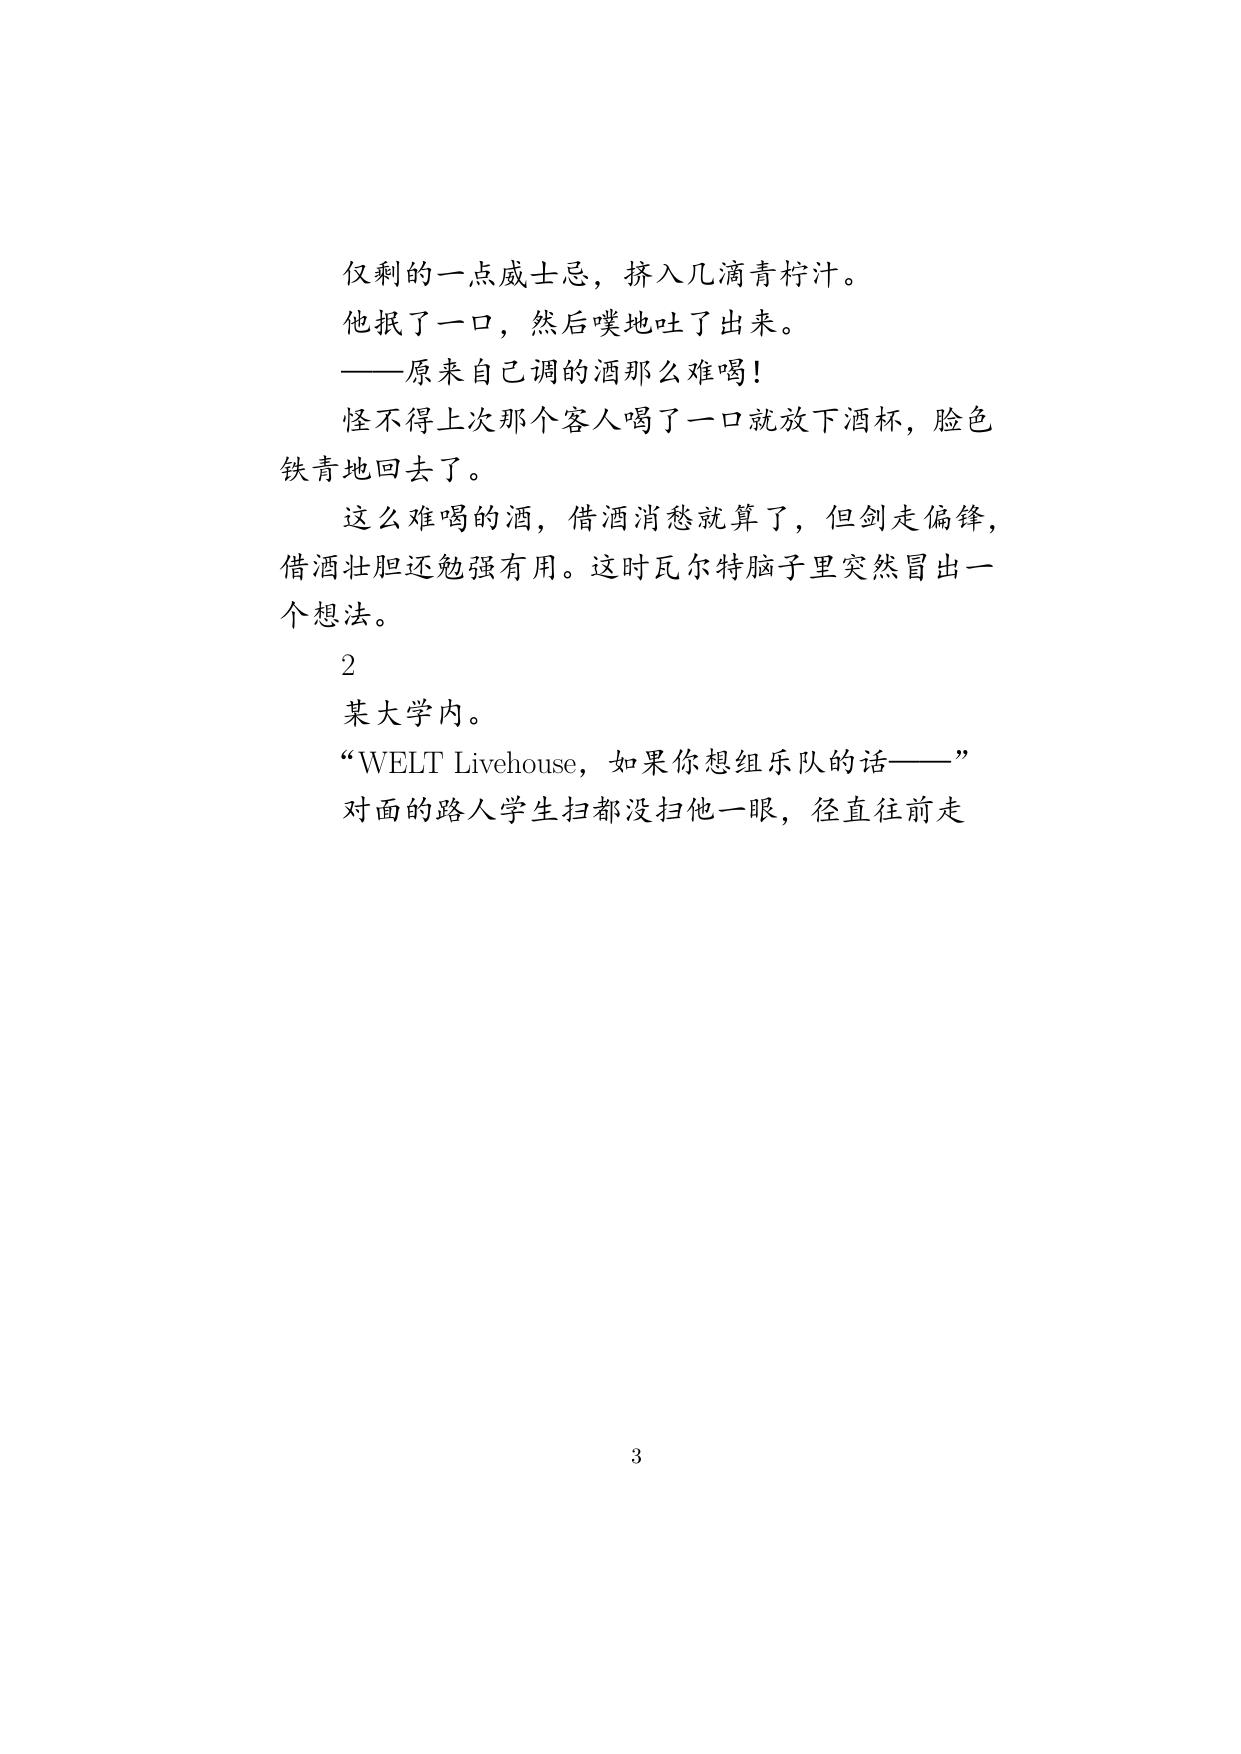 仅剩的一点威士忌，挤入几滴青柠汁。
他抿了一口，然后噗地吐了出来。
——原来自己调的酒那么难喝！
怪不得上次那个客人喝了一口就放下酒杯，脸色
铁青地回去了。
这么难喝的酒，借酒消愁就算了，但剑走偏锋，
借酒壮胆还勉强有用。这时瓦尔特脑子里突然冒出一
个想法。
2
某大学内。
“WELT Livehouse，如果你想组乐队的话——”
对面的路人学生扫都没扫他一眼，径直往前走
3